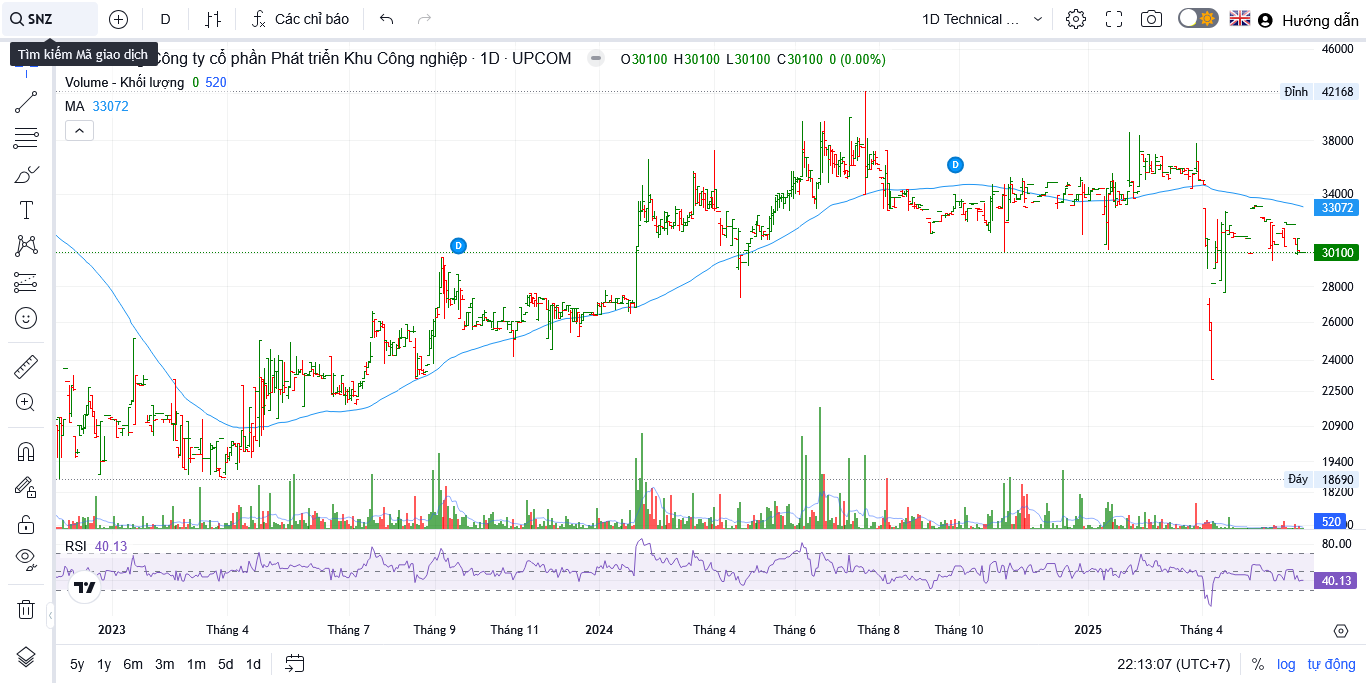 SNZ D Các chỉ báo 1D Technical ... Hướng dẫn
Tìm kiếm Mã giao dịch
Công ty cổ phần Phát triển Khu Công nghiệp · 1D · UPCOM O30100 H30100 L30100 C30100 0 (0.00%)
Volume - Khối lượng 0 520
MA 33072
46000
Đỉnh 42168
38000
D
34000
33072
D
30100
28000
26000
24000
22500
20900
19400
Đáy 18690
18200
520
RSI 40.13
80.00
40.13
2023 Tháng 4 Tháng 7 Tháng 9 Tháng 11 2024 Tháng 4 Tháng 6 Tháng 8 Tháng 10 2025 Tháng 4
5y 1y 6m 3m 1m 5d 1d 22:13:07 (UTC+7) % log tự động